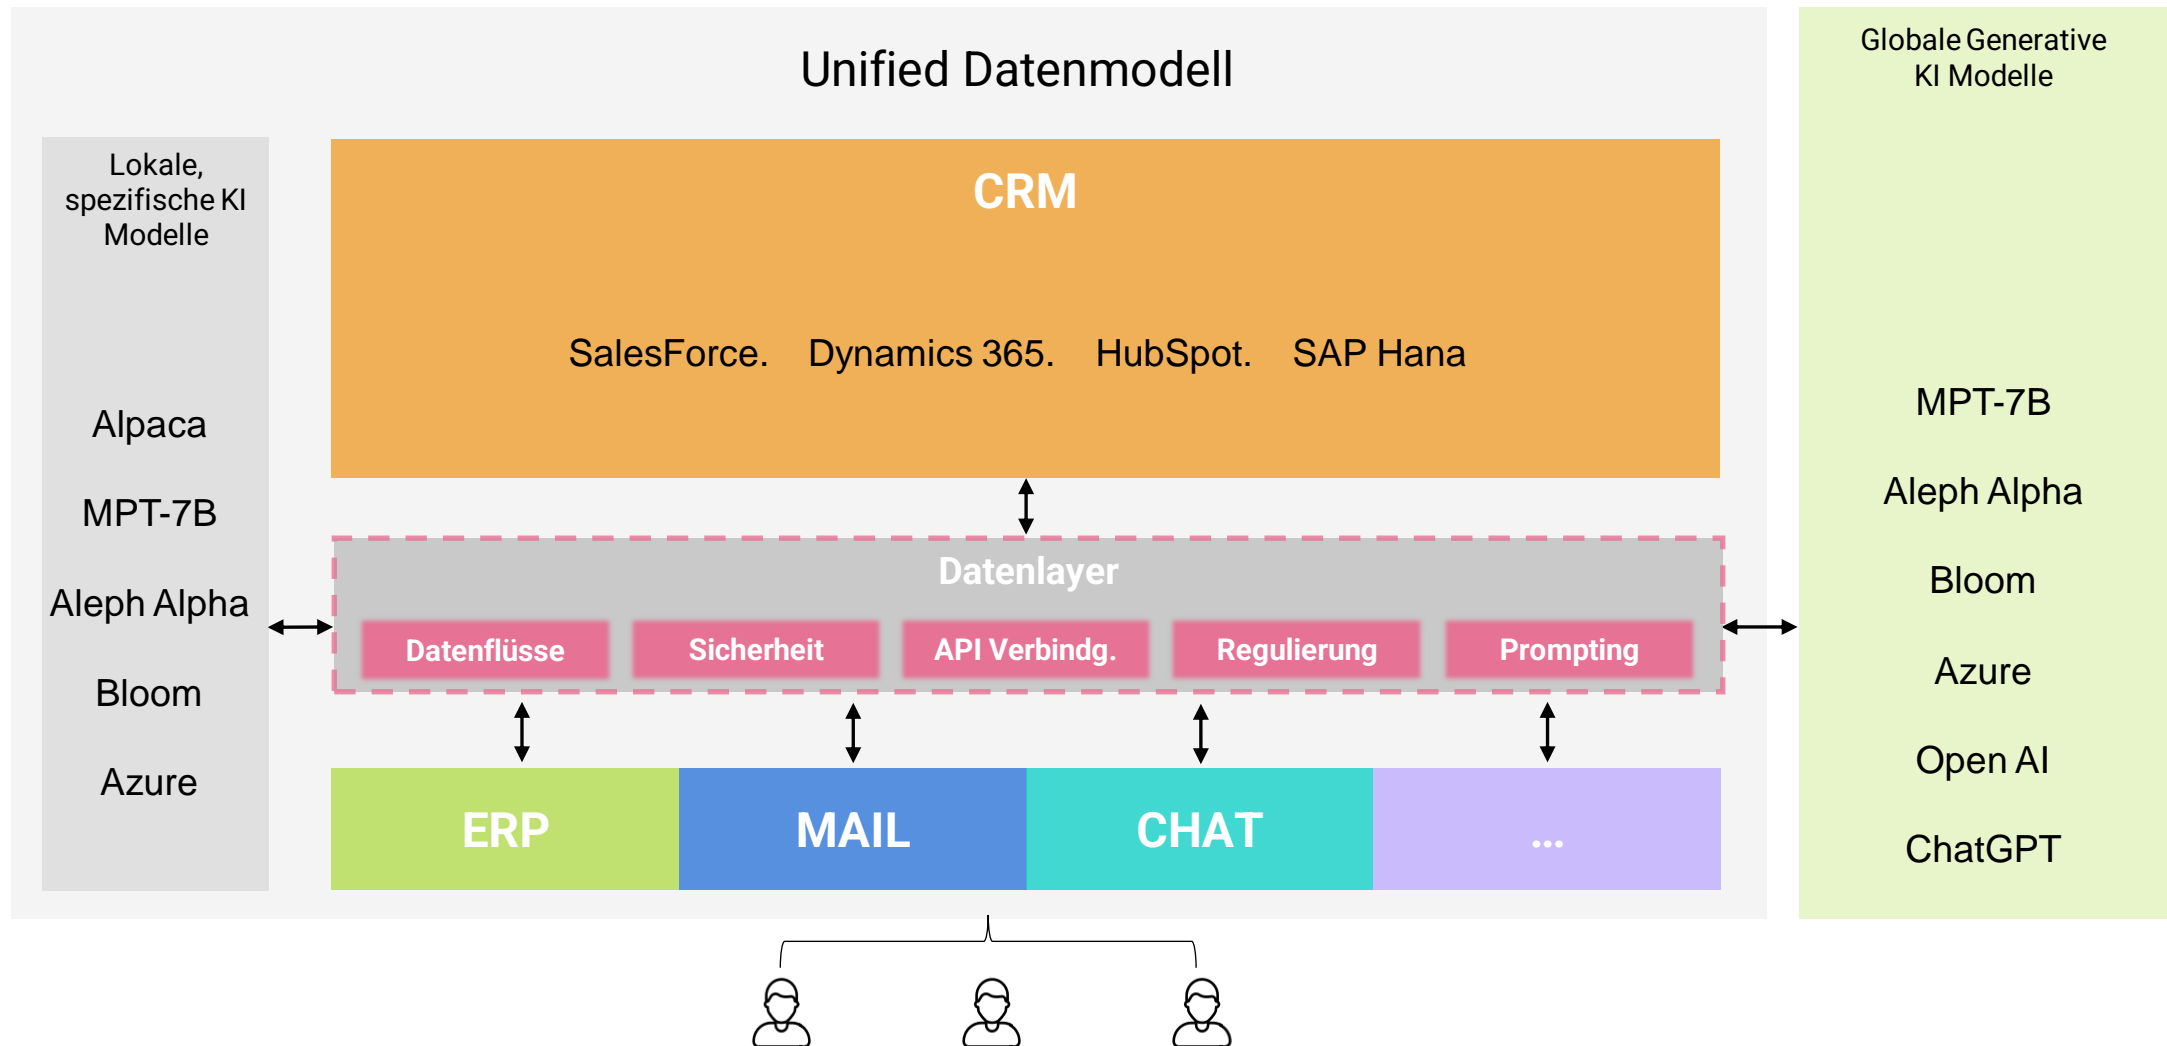 Unified Datenmodell
Globale Generative
KI Modelle
Lokale,
spezifische KI
Modelle
CRM
SalesForce. Dynamics 365. HubSpot. SAP Hana
Alpaca
MPT-7B
Aleph Alpha
Bloom
Azure
Datenlayer
Datenflüsse
Sicherheit
API Verbindg.
Regulierung
Prompting
ERP
MAIL
CHAT
...
MPT-7B
Aleph Alpha
Bloom
Azure
Open AI
ChatGPT